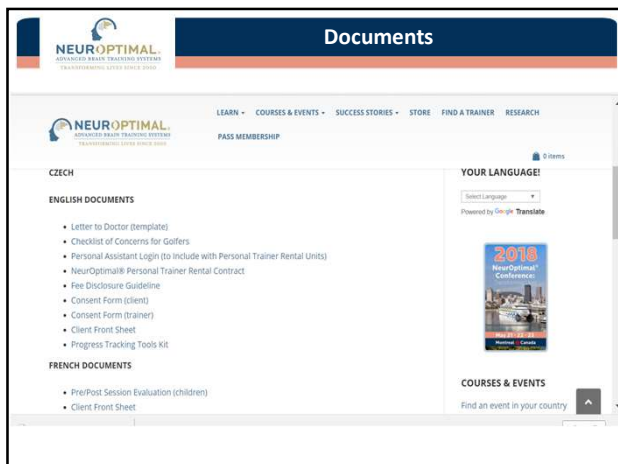 Documents
NEUROPTIMAL®
ADVANCED BRAIN TRAINING SYSTEMS
TRANSFORMING LIVES SINCE 2000
LEARN COURSES & EVENTS SUCCESS STORIES STORE FIND A TRAINER RESEARCH
PASS MEMBERSHIP
NEUROPTIMAL®
ADVANCED BRAIN TRAINING SYSTEMS
TRANSFORMING LIVES SINCE 2000
0 items
CZECH
ENGLISH DOCUMENTS
• Letter to Doctor (template)
• Checklist of Concerns for Golfers
• Personal Assistant Login (to Include with Personal Trainer Rental Units)
• NeurOptimal® Personal Trainer Rental Contract
• Fee Disclosure Guideline
• Consent Form (client)
• Consent Form (trainer)
• Client Front Sheet
• Progress Tracking Tools Kit
FRENCH DOCUMENTS
• Pre/Post Session Evaluation (children)
• Client Front Sheet
YOUR LANGUAGE!
Select Language
Powered by Google Translate
2018
NeurOptimal®
Conference:
May 21 - 22 - 23
Montreal Canada
COURSES & EVENTS
Find an event in your country